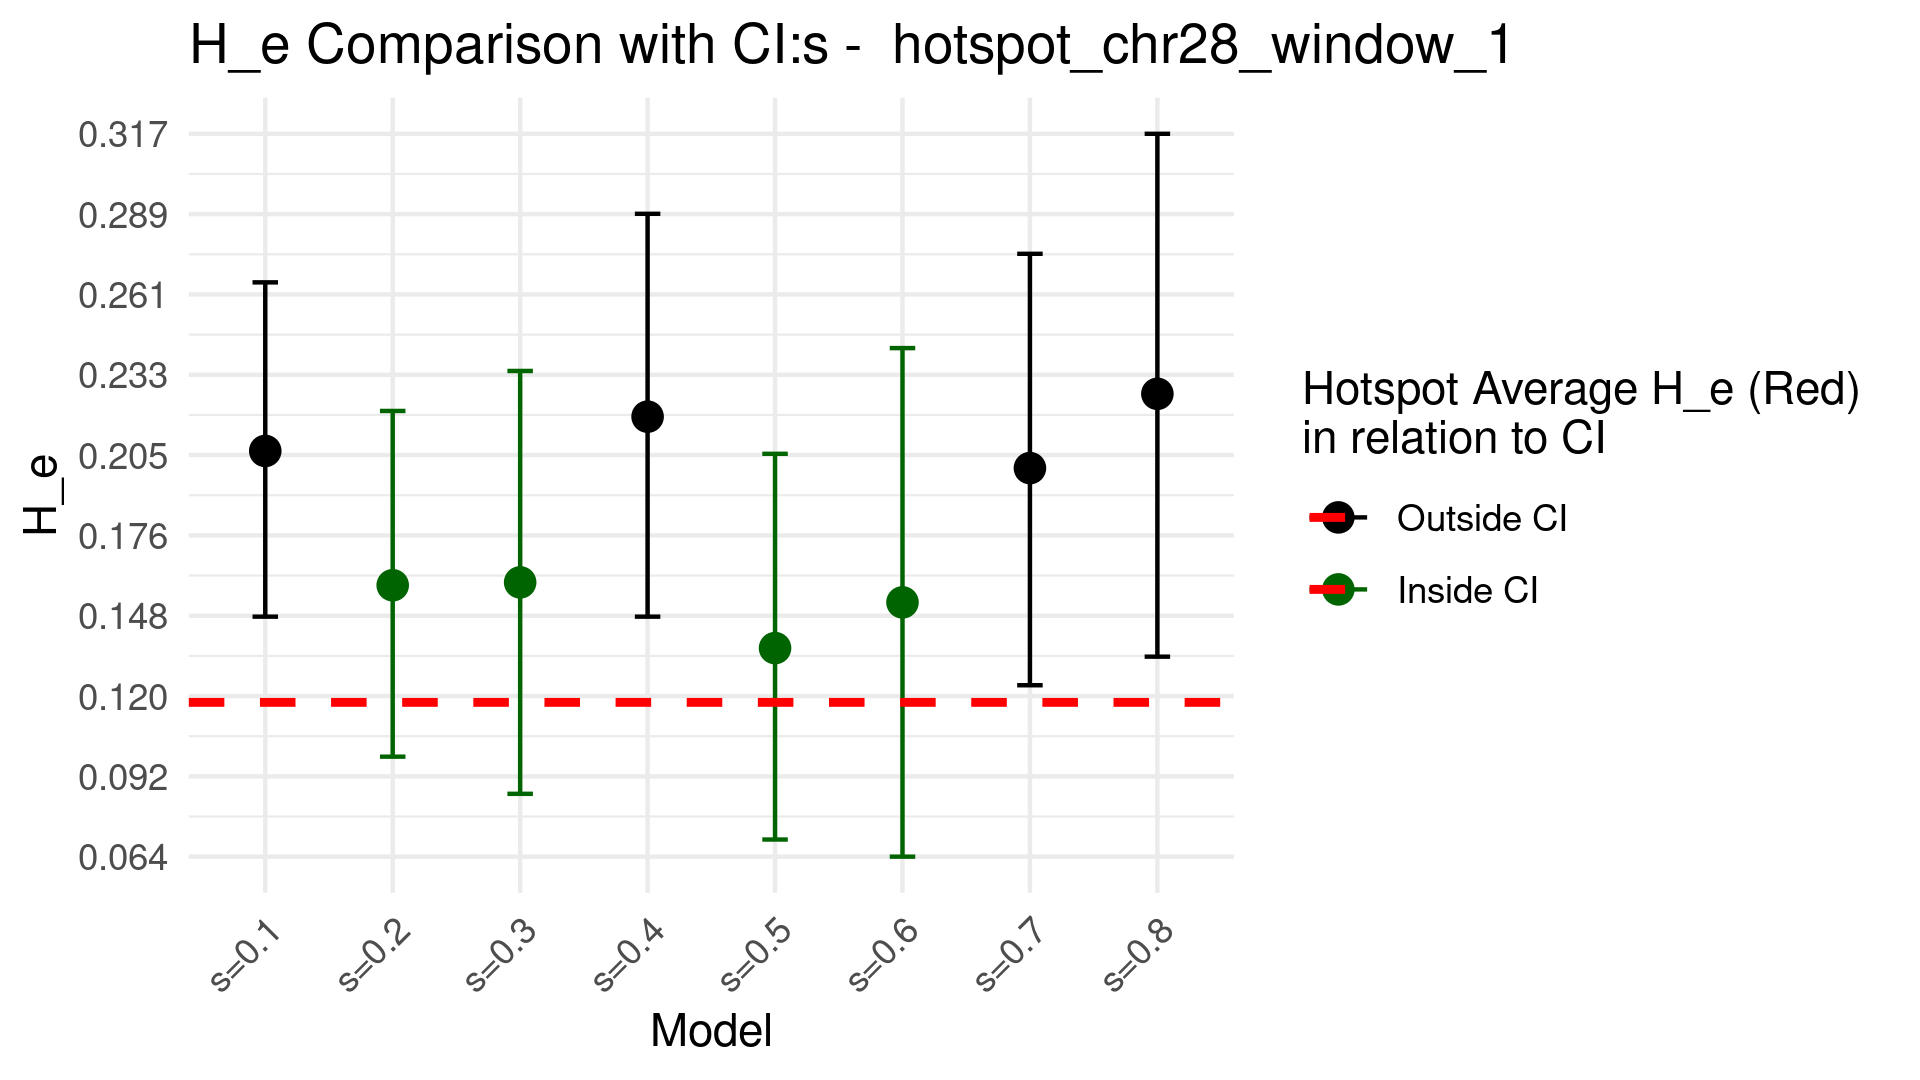 H_e Comparison with CI:s -  hotspot_chr28_window_1
0.317
0.289
0.261
0.233
0.205
0.176
0.148
0.120
0.092
0.064
H_e
s=0.1
s=0.2
s=0.3
s=0.4
s=0.5
s=0.6
s=0.7
s=0.8
Model
Hotspot Average H_e (Red)
in relation to CI
Outside CI
Inside CI